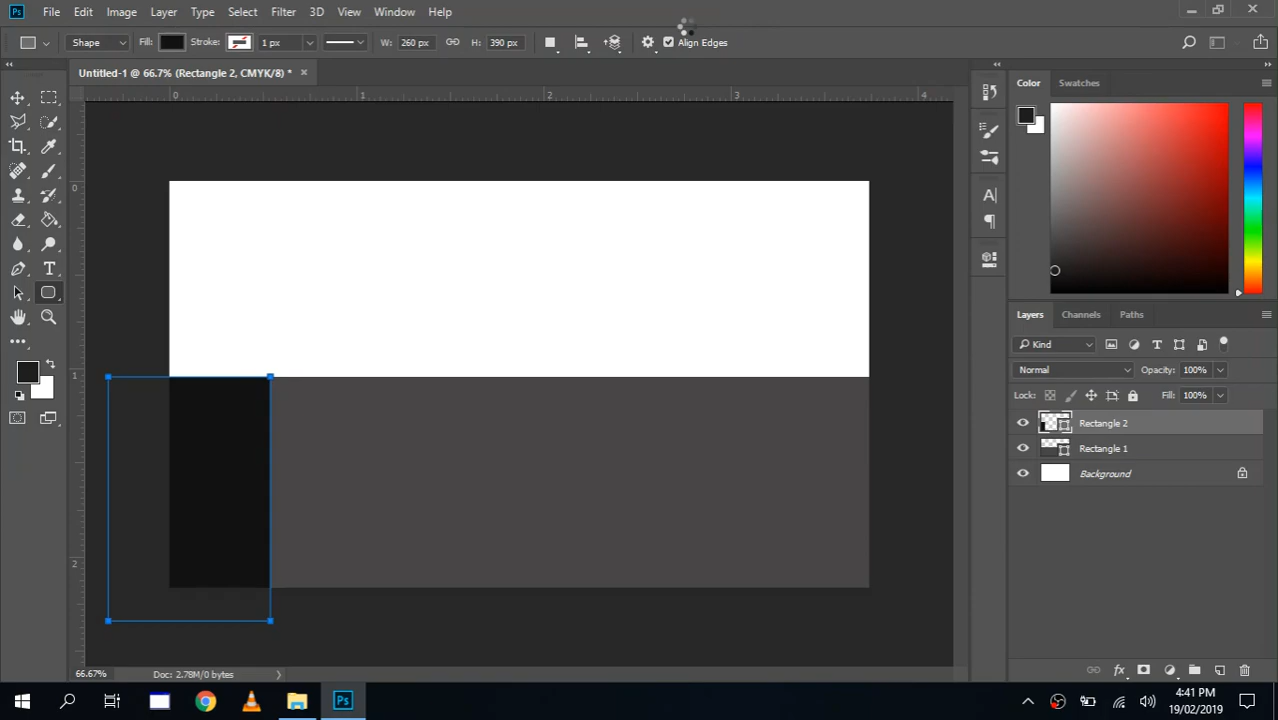 Ps File Edit Image Layer Type Select Filter 3D View Window Help
Shape Fill: Stroke: 1 px W: 260 px H: 390 px Align Edges
Untitled-1 @ 66.7% (Rectangle 2, CMYK/8) *
Color Swatches
0 1 2 3 4
0
1
2
Layers Channels Paths
Kind
Normal Opacity: 100%
Lock: Fill: 100%
Rectangle 2
Rectangle 1
Background
66.67% Doc: 2.78M/0 bytes
Ps
4:41 PM
19/02/2019